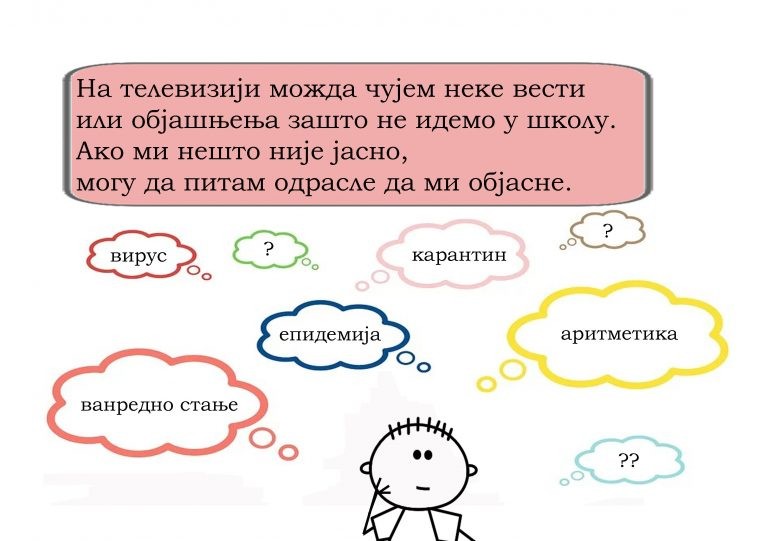 На телевизији можда чујем неке вести
или објашњења зашто не идемо у школу.
Ако ми нешто није јасно,
могу да питам одрасле да ми објасне.
вирус
?
карантин
?
епидемија
аритметика
ванредно стање
??